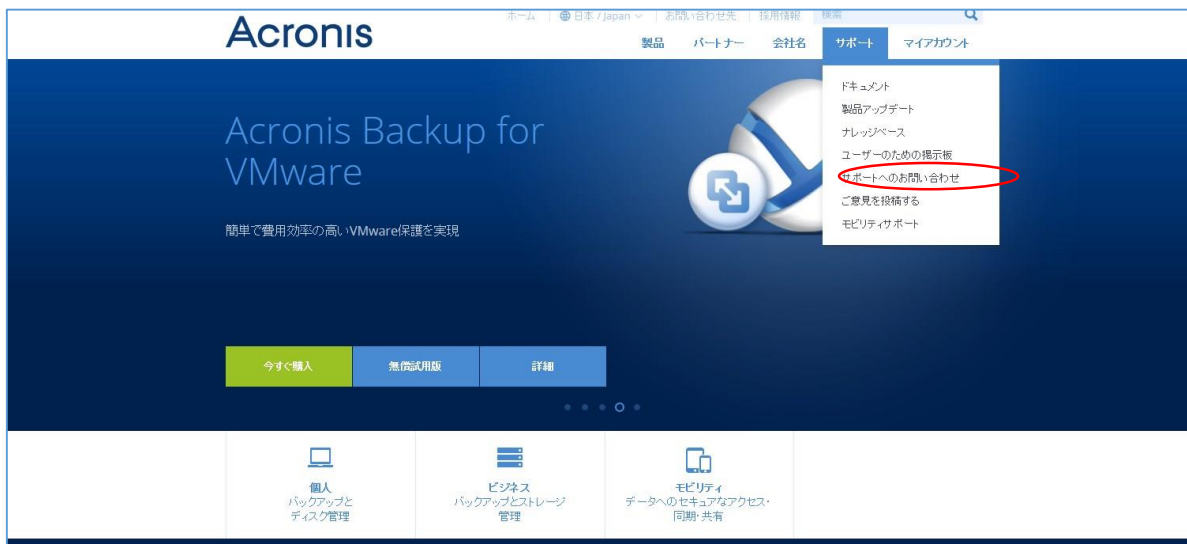 ホーム
日本 / Japan
お問い合わせ先
採用情報
検索
Acronis
製品
パートナー
会社名
サポート
マイアカウント
ドキュメント
製品アップデート
ナレッジベース
ユーザーのための掲示板
サポートへのお問い合わせ
ご意見を投稿する
モビリティサポート
Acronis Backup for
VMware
簡単で費用効率の高いVMware保護を実現
今すぐ購入
無償試用版
詳細
個人
バックアップと
ディスク管理
ビジネス
バックアップとストレージ
管理
モビリティ
データへのセキュアなアクセス・
同期・共有